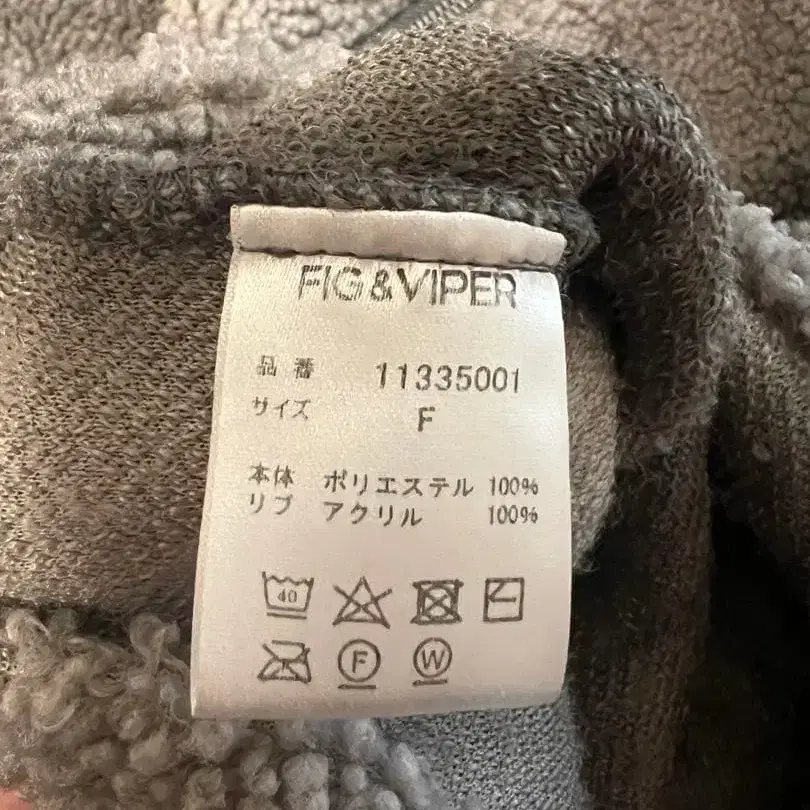 FIG&VIPER
品番 11335001
サイズ F
本体 ポリエステル 100%
リブ アクリル 100%
40
F W